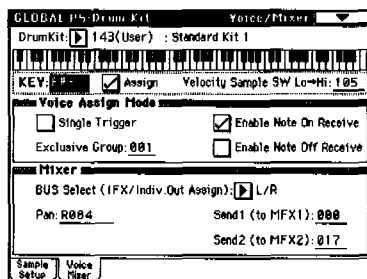 GLOBAL P5-Drum Kit Voice/Mixer
DrumKit: 143(User) : Standard Kit 1
KEY: Assign Velocity Sample SW Lo→Hi: 105
Voice Assign Mode
Single Trigger Enable Note On Receive
Exclusive Group: 001 Enable Note Off Receive
Mixer
BUS Select (IFX/Indiv.Out Assign): L/R
Pan: R084 Send1 (to MFX1): 000
Send2 (to MFX2): 017
Sample Setup Voice Mixer